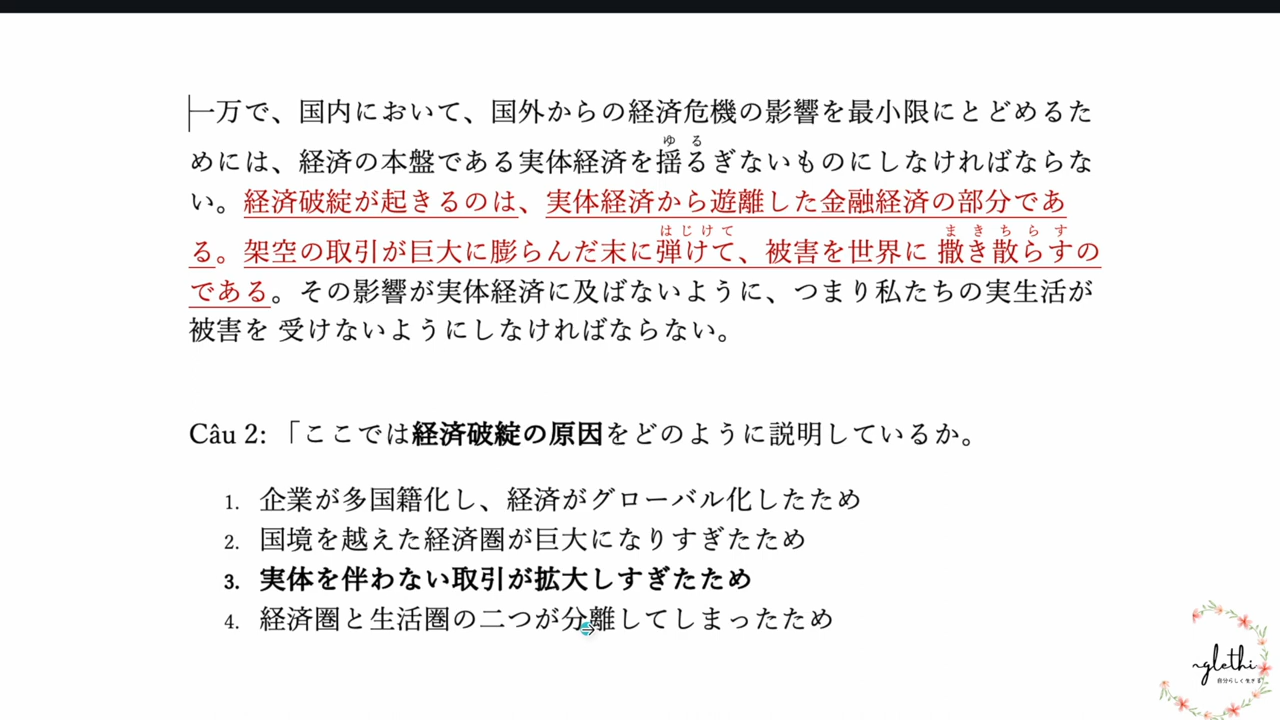 一万で、国内において、国外からの経済危機の影響を最小限にとどめるた
ゆ る
めには、経済の本盤である実体経済を揺るぎないものにしなければならな
い。経済破綻が起きるのは、実体経済から遊離した金融経済の部分であ
はじけて まきちらす
る。架空の取引が巨大に膨らんだ末に弾けて、被害を世界に 撒き散らすの
である。その影響が実体経済に及ばないように、つまり私たちの実生活が
被害を 受けないようにしなければならない。
Câu 2: 「ここでは経済破綻の原因をどのように説明しているか。
1. 企業が多国籍化し、経済がグローバル化したため
2. 国境を越えた経済圏が巨大になりすぎたため
3. 実体を伴わない取引が拡大しすぎたため
4. 経済圏と生活圏の二つが分離してしまったため
~glethi
自分らしく生きる